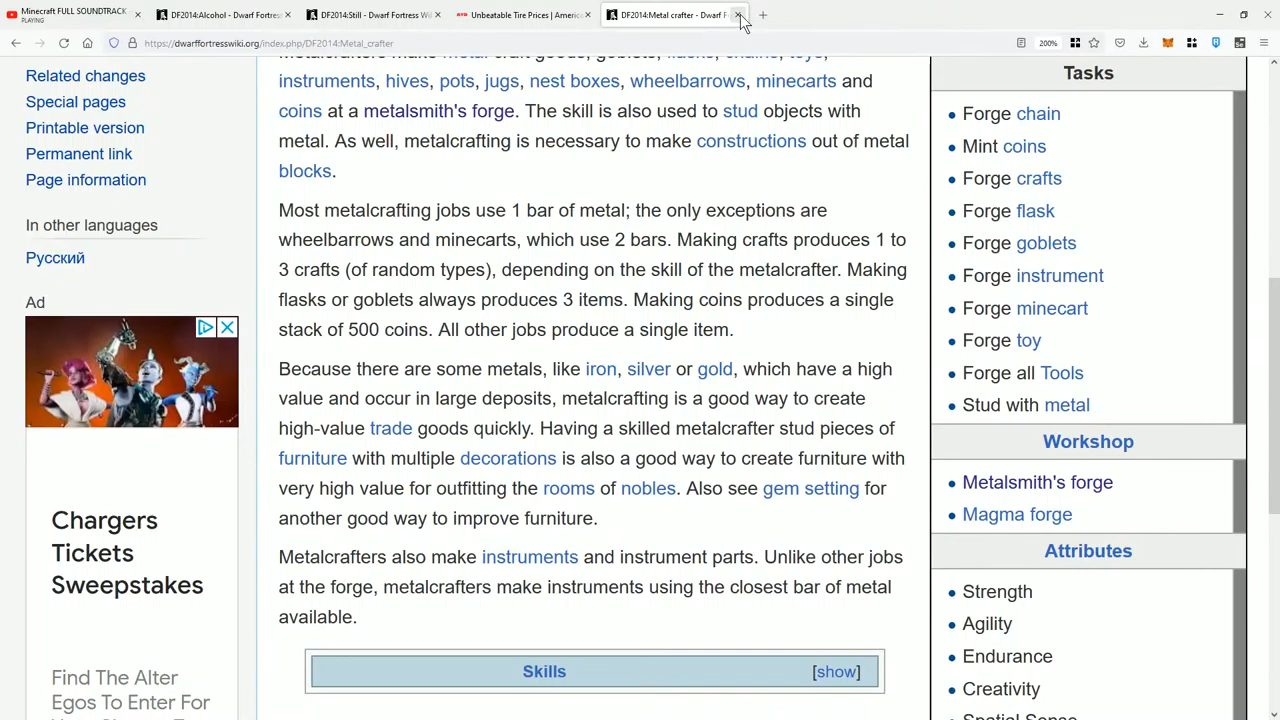 Minecraft FULL SOUNDTRACK
PLAYING
DF2014:Alcohol - Dwarf Fortress
DF2014:Still - Dwarf Fortress Wi
Unbeatable Tire Prices | Americ
DF2014:Metal crafter - Dwarf F
https://dwarffortresswiki.org/index.php/DF2014:Metal_crafter
200%
Related changes
Special pages
Printable version
Permanent link
Page information
In other languages
Русский
Ad
Chargers
Tickets
Sweepstakes
Find The Alter
Egos To Enter For
metalcrafters make metal craft goods, goblets, flasks, chains, toys,
instruments, hives, pots, jugs, nest boxes, wheelbarrows, minecarts and
coins at a metalsmith's forge. The skill is also used to stud objects with
metal. As well, metalcrafting is necessary to make constructions out of metal
blocks.
Most metalcrafting jobs use 1 bar of metal; the only exceptions are
wheelbarrows and minecarts, which use 2 bars. Making crafts produces 1 to
3 crafts (of random types), depending on the skill of the metalcrafter. Making
flasks or goblets always produces 3 items. Making coins produces a single
stack of 500 coins. All other jobs produce a single item.
Because there are some metals, like iron, silver or gold, which have a high
value and occur in large deposits, metalcrafting is a good way to create
high-value trade goods quickly. Having a skilled metalcrafter stud pieces of
furniture with multiple decorations is also a good way to create furniture with
very high value for outfitting the rooms of nobles. Also see gem setting for
another good way to improve furniture.
Metalcrafters also make instruments and instrument parts. Unlike other jobs
at the forge, metalcrafters make instruments using the closest bar of metal
available.
Skills
[show]
Tasks
Forge chain
Mint coins
Forge crafts
Forge flask
Forge goblets
Forge instrument
Forge minecart
Forge toy
Forge all Tools
Stud with metal
Workshop
Metalsmith's forge
Magma forge
Attributes
Strength
Agility
Endurance
Creativity
Spatial Sense